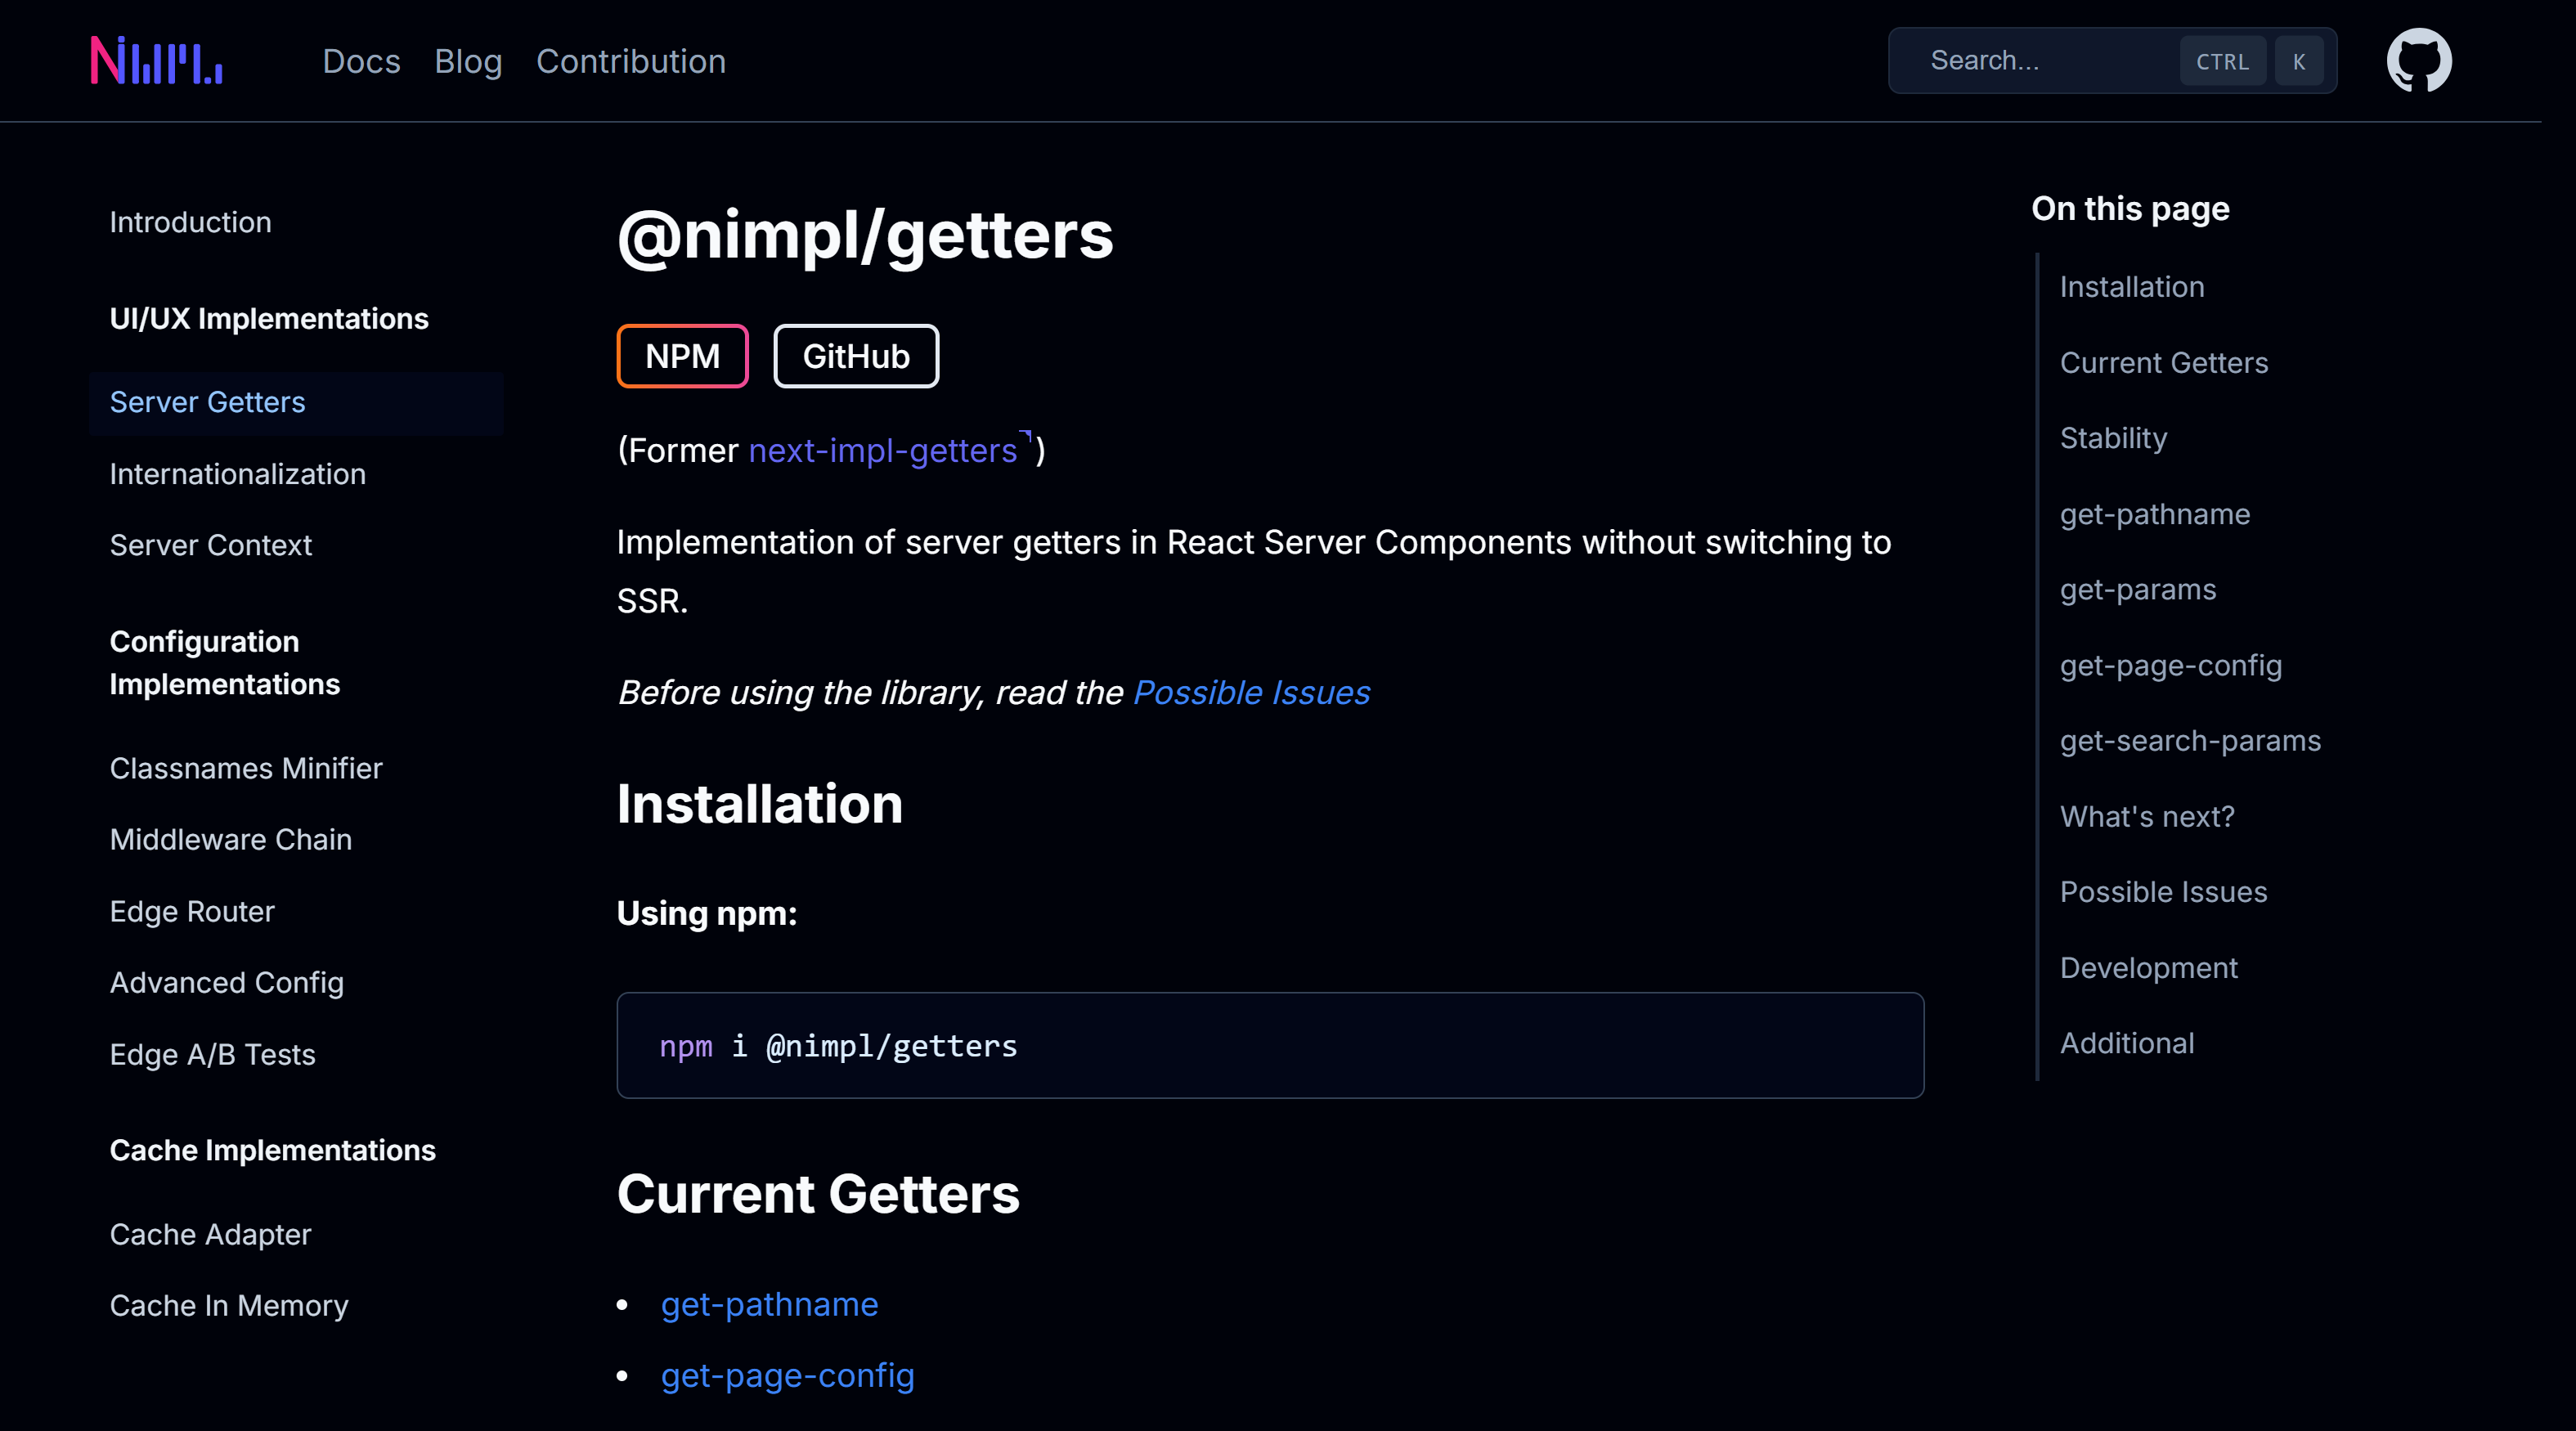 Nimpl.
Docs Blog Contribution
Search... CTRL K
Introduction
UI/UX Implementations
Server Getters
Internationalization
Server Context
Configuration
Implementations
Classnames Minifier
Middleware Chain
Edge Router
Advanced Config
Edge A/B Tests
Cache Implementations
Cache Adapter
Cache In Memory
@nimpl/getters
NPM GitHub
(Former next-impl-getters)
Implementation of server getters in React Server Components without switching to
SSR.
Before using the library, read the Possible Issues
Installation
Using npm:
npm i @nimpl/getters
Current Getters
• get-pathname
• get-page-config
On this page
Installation
Current Getters
Stability
get-pathname
get-params
get-page-config
get-search-params
What's next?
Possible Issues
Development
Additional